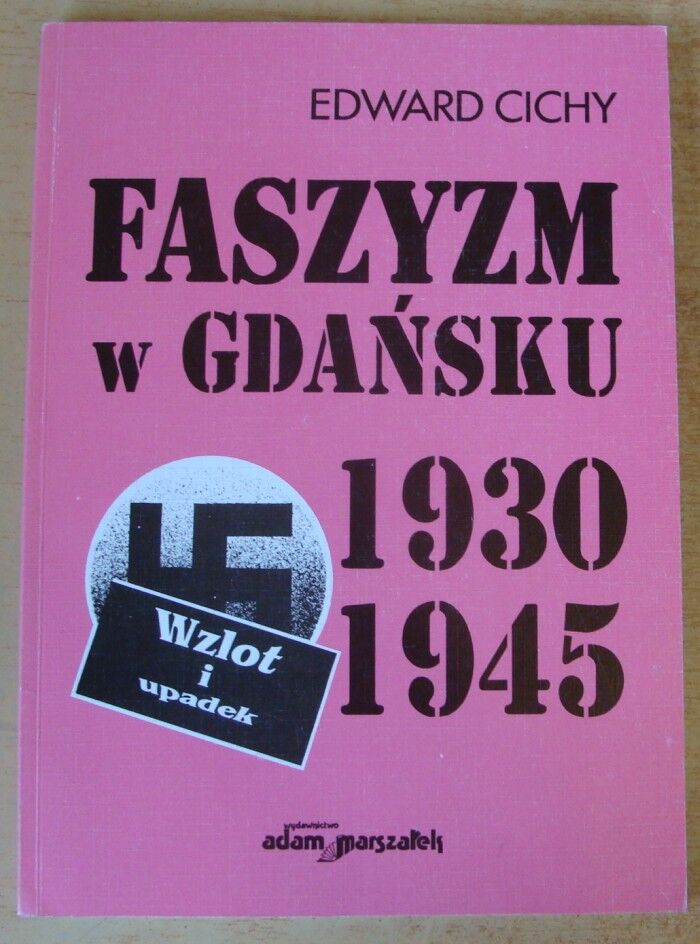 EDWARD CICHY
FASZYZM
w GDAŃSKU
1930
1945
Wzlot
i
upadek
wydawnictwo
adam marszałek